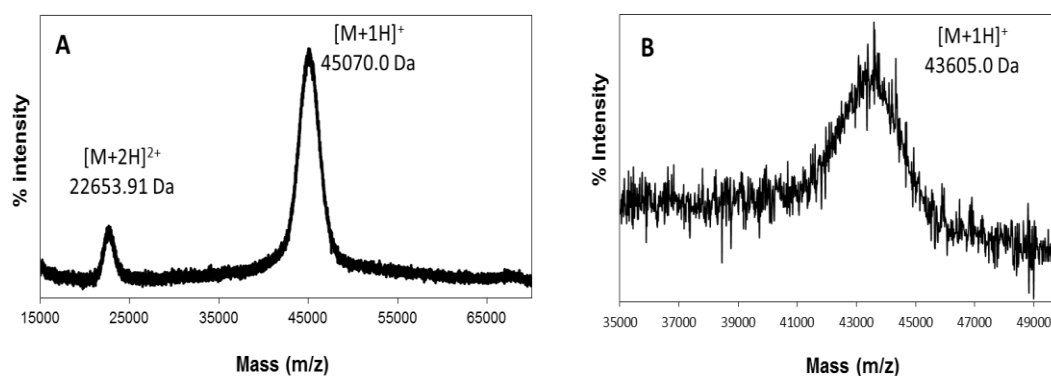 A
[M+1H]⁺
45070.0 Da
[M+2H]²⁺
22653.91 Da
% intensity
15000 25000 35000 45000 55000 65000
Mass (m/z)
B
[M+1H]⁺
43605.0 Da
% Intensity
35000 37000 39000 41000 43000 45000 47000 49000
Mass (m/z)